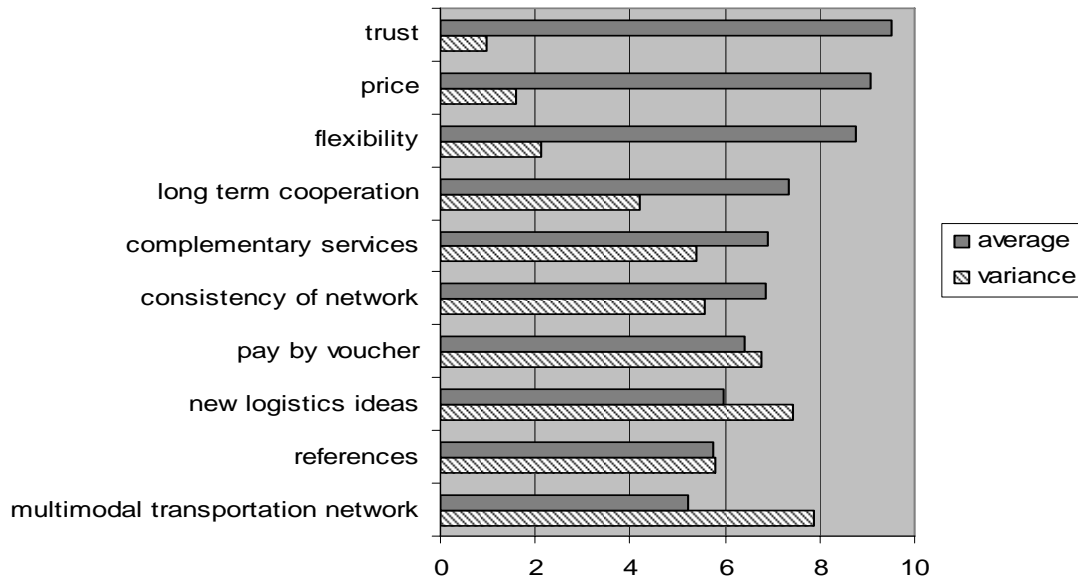 trust
price
flexibility
long term cooperation
complementary services
consistency of network
pay by voucher
new logistics ideas
references
multimodal transportation network
0 2 4 6 8 10
average
variance